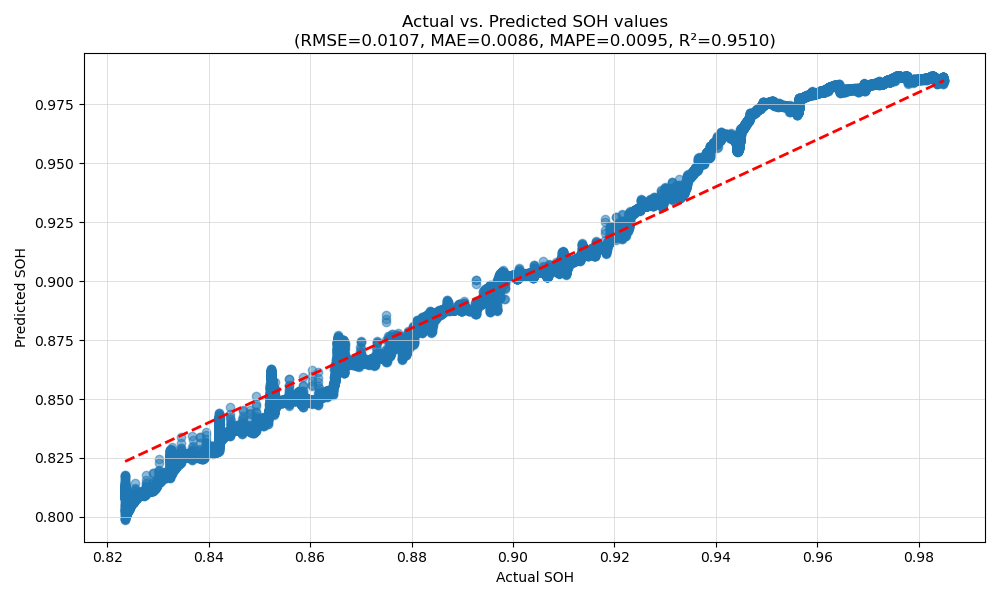 Actual vs. Predicted SOH values
(RMSE=0.0107, MAE=0.0086, MAPE=0.0095, R²=0.9510)
Predicted SOH
0.975
0.950
0.925
0.900
0.875
0.850
0.825
0.800
0.82 0.84 0.86 0.88 0.90 0.92 0.94 0.96 0.98
Actual SOH